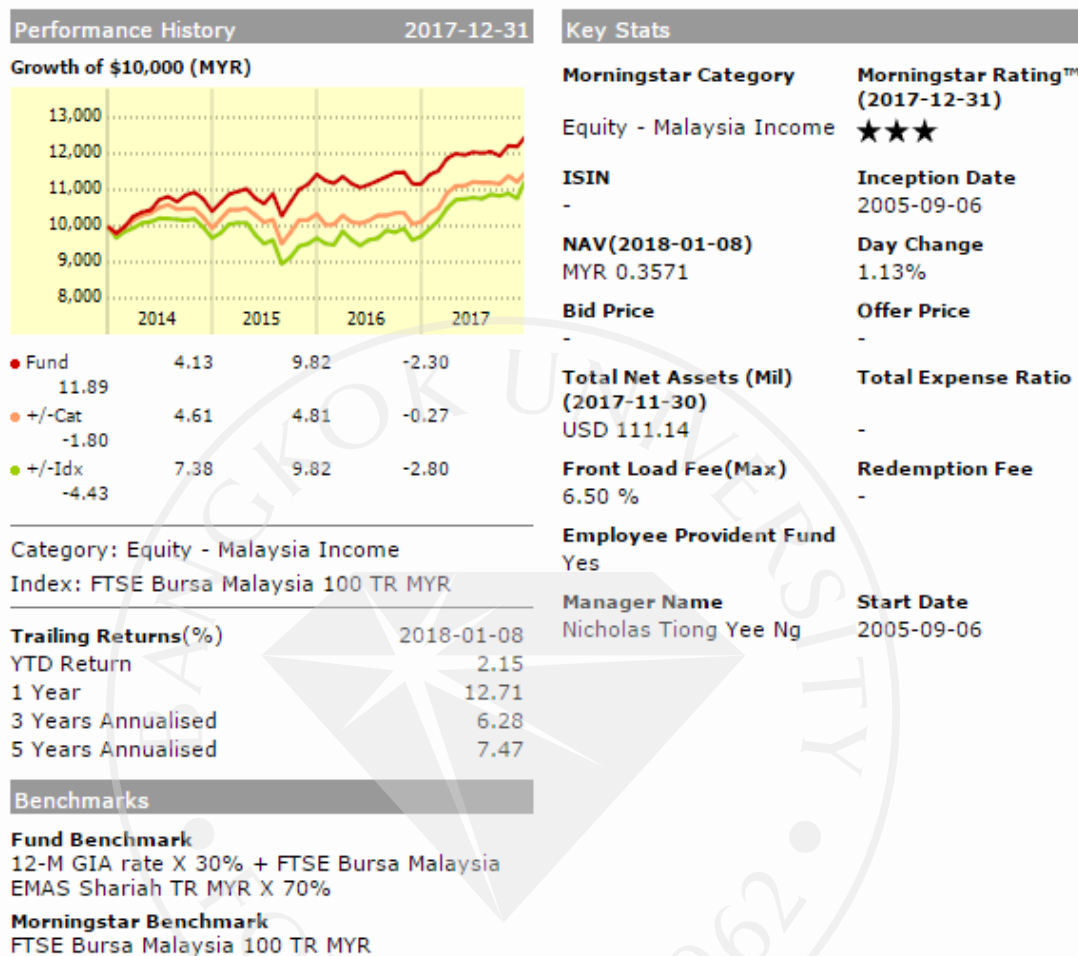 Performance History 2017-12-31
Growth of $10,000 (MYR)
13,000
12,000
11,000
10,000
9,000
8,000
2014 2015 2016 2017
Fund 4.13 9.82 -2.30
11.89
+/-Cat 4.61 4.81 -0.27
-1.80
+/-Idx 7.38 9.82 -2.80
-4.43
Category: Equity - Malaysia Income
Index: FTSE Bursa Malaysia 100 TR MYR
Trailing Returns(%) 2018-01-08
YTD Return 2.15
1 Year 12.71
3 Years Annualised 6.28
5 Years Annualised 7.47
Benchmarks
Fund Benchmark
12-M GIA rate X 30% + FTSE Bursa Malaysia
EMAS Shariah TR MYR X 70%
Morningstar Benchmark
FTSE Bursa Malaysia 100 TR MYR
Key Stats
Morningstar Category Morningstar Rating™
(2017-12-31)
Equity - Malaysia Income ★★★
ISIN Inception Date
- 2005-09-06
NAV(2018-01-08) Day Change
MYR 0.3571 1.13%
Bid Price Offer Price
- -
Total Net Assets (Mil) Total Expense Ratio
(2017-11-30)
USD 111.14 -
Front Load Fee(Max) Redemption Fee
6.50 % -
Employee Provident Fund
Yes
Manager Name Start Date
Nicholas Tiong Yee Ng 2005-09-06
BANGKOK UNIVERSITY
962